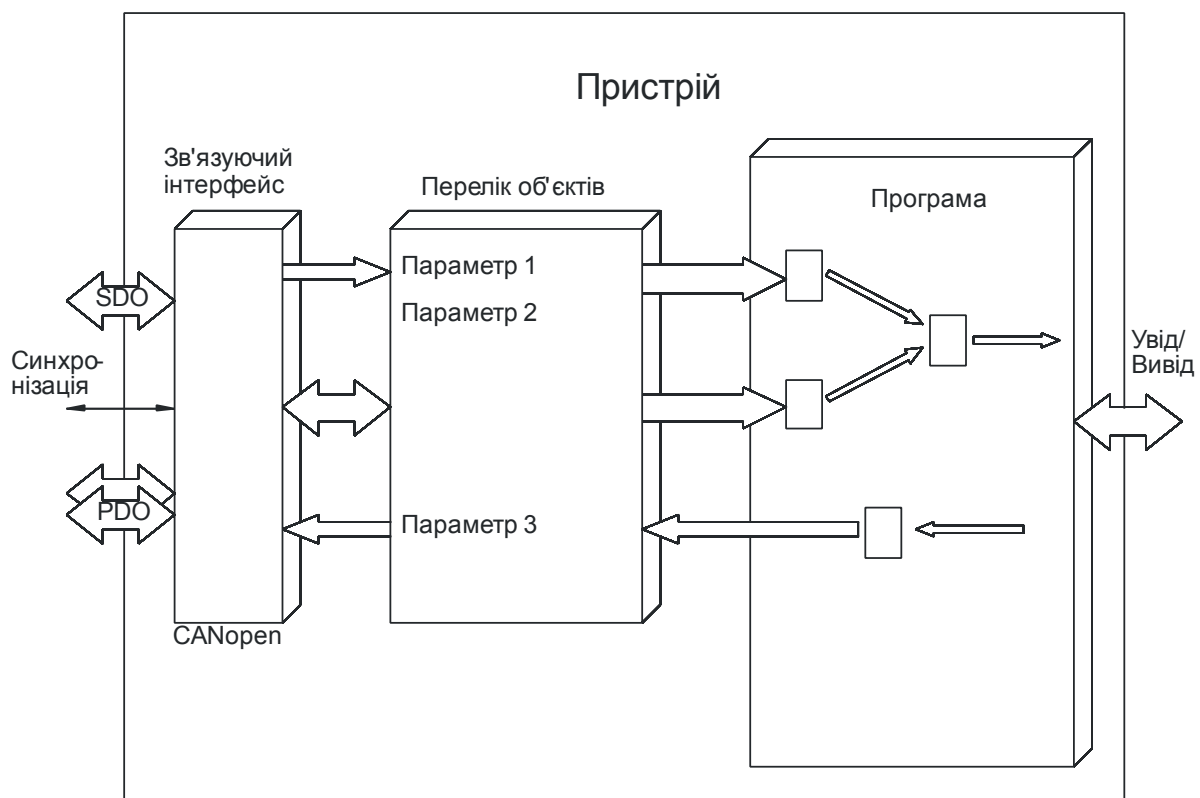 Пристрій
Зв'язуючий
інтерфейс
Перелік об'єктів
Програма
Параметр 1
SDO
Параметр 2
Синхро-
нізація
Увід/
Вивід
PDO
Параметр 3
CANopen